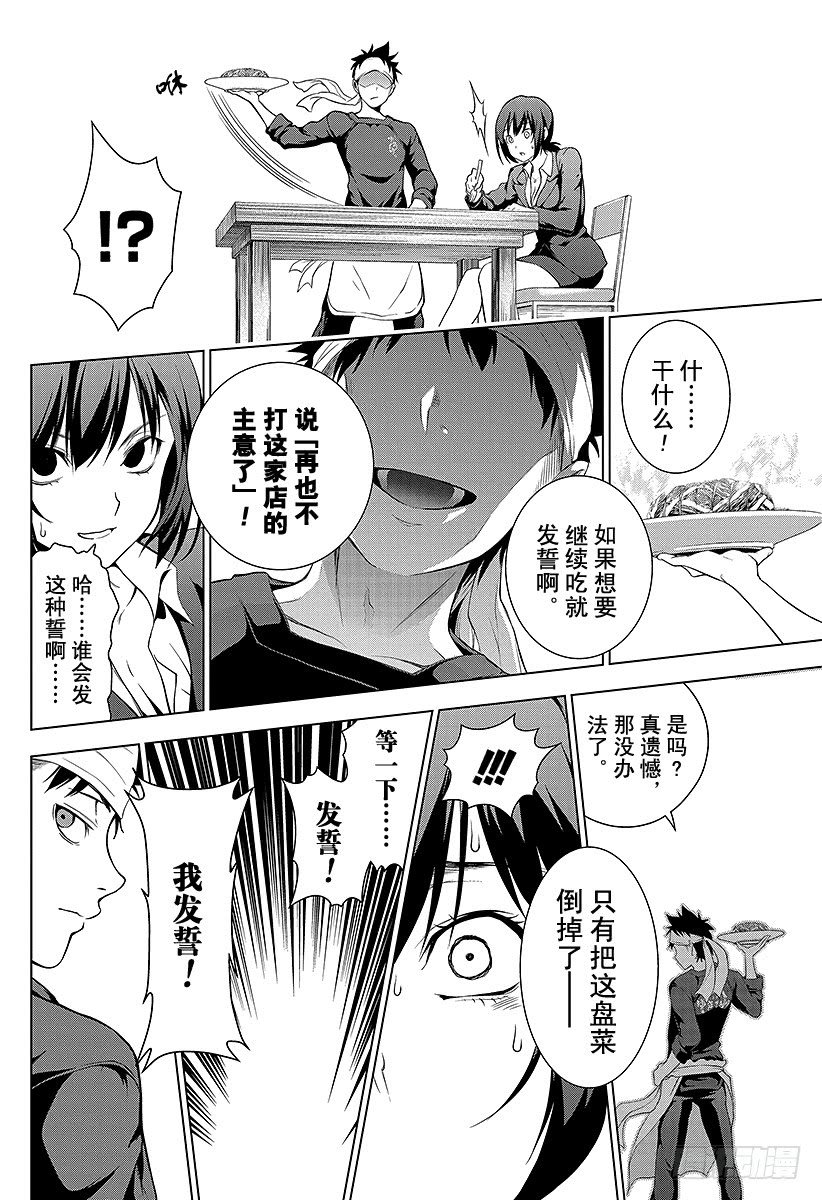 咻
!?
什……
干什么！
如果想要
继续吃就
发誓啊。
说「再也不
打这家店的
主意了」！
哈……谁会发
这种誓啊……
是吗？
真遗憾，
那没办
法了。
只有把这盘菜
倒掉了——
!!!
等一下……
发誓！
我发誓！